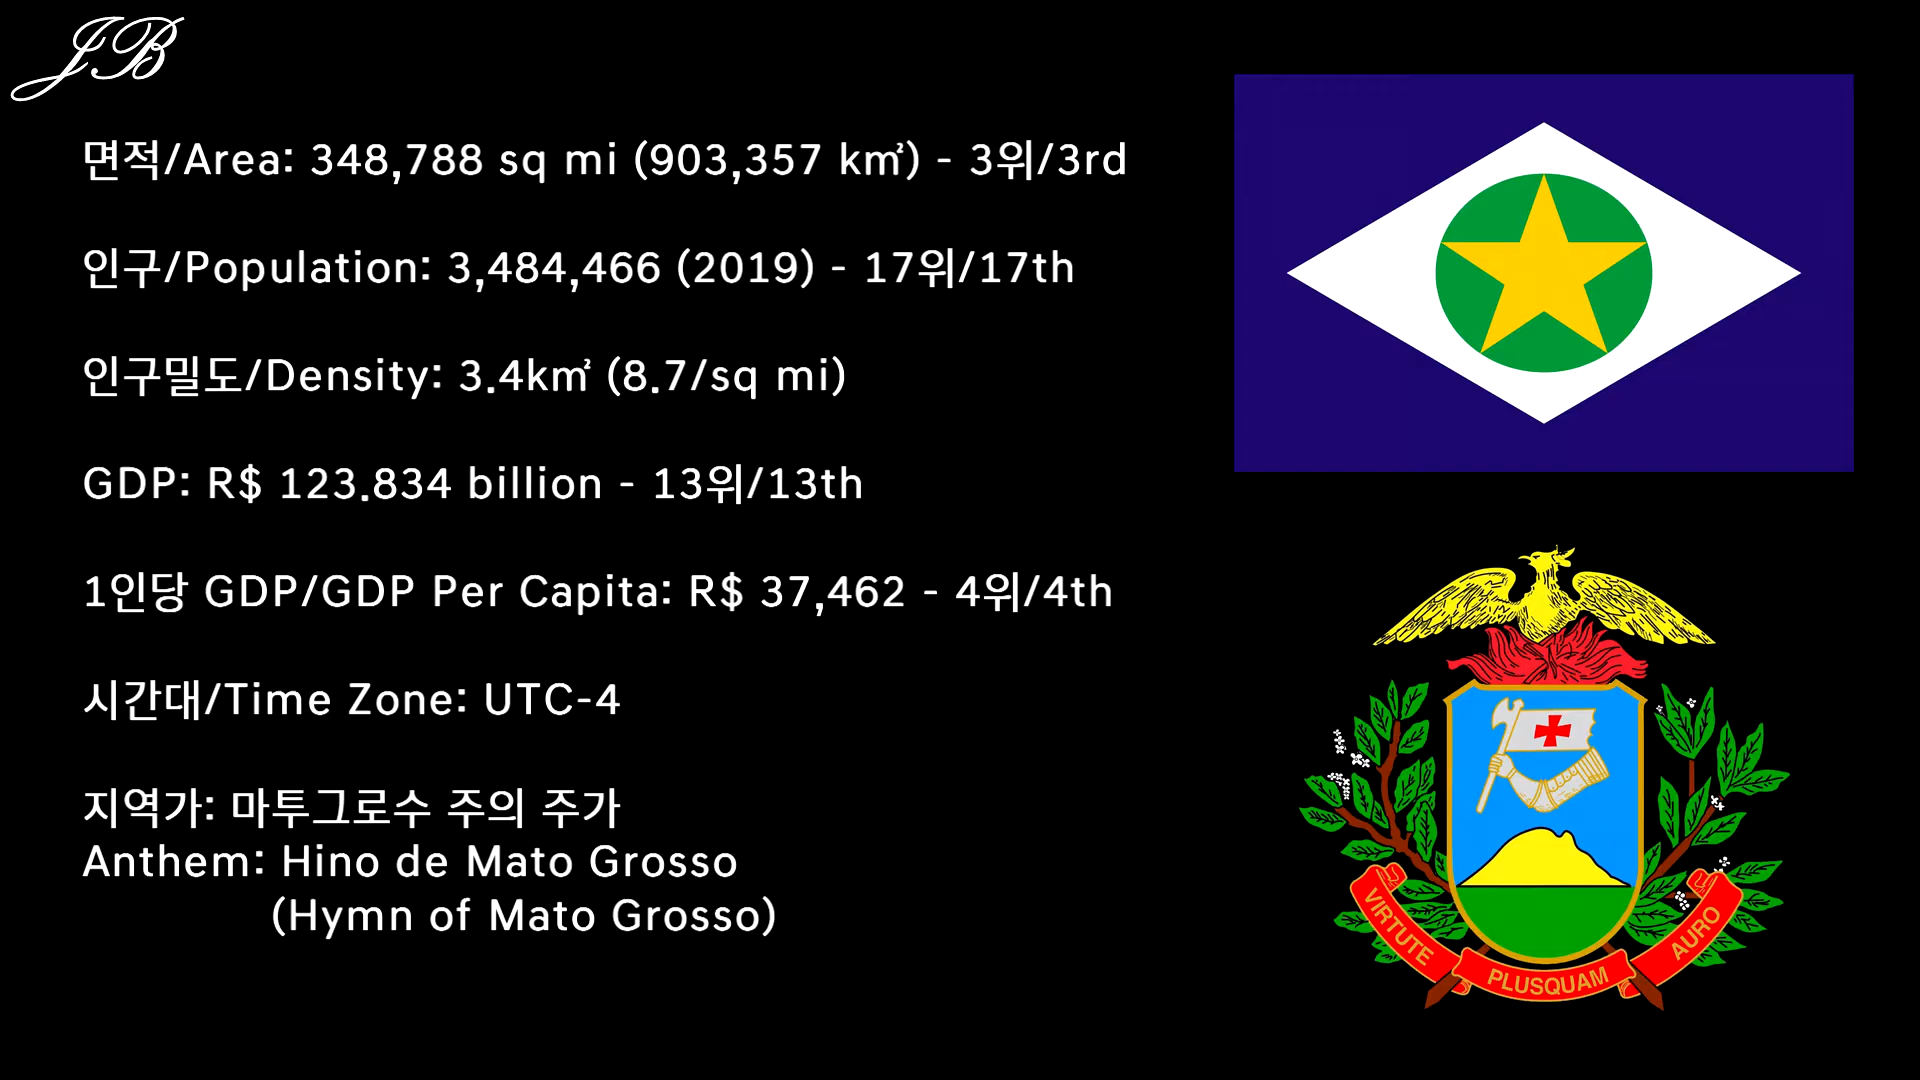 JB
면적/Area: 348,788 sq mi (903,357 km㎡) - 3위/3rd
인구/Population: 3,484,466 (2019) - 17위/17th
인구밀도/Density: 3.4k㎡ (8.7/sq mi)
GDP: R$ 123.834 billion - 13위/13th
1인당 GDP/GDP Per Capita: R$ 37,462 - 4위/4th
시간대/Time Zone: UTC-4
지역가: 마투그로수 주의 주가
Anthem: Hino de Mato Grosso
(Hymn of Mato Grosso)
VIRTUTE PLUSQUAM AURO